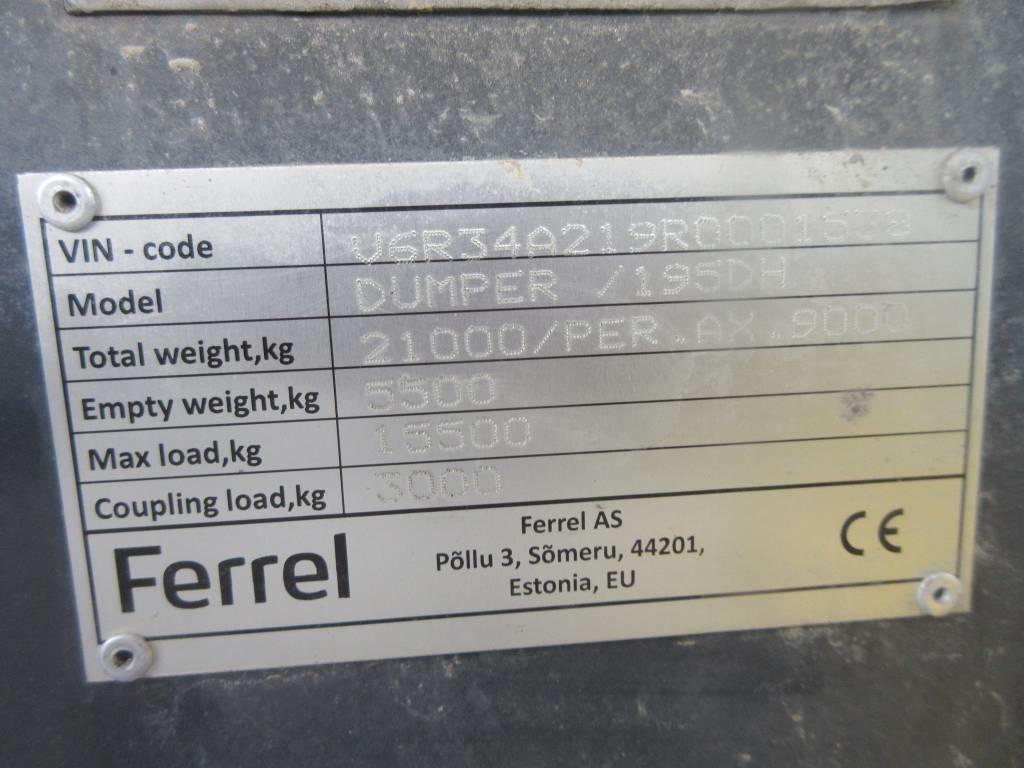 VIN - code V6R34A219R0001538
Model DUMPER /195DH
Total weight,kg 21000/PER.AX.9000
Empty weight,kg 5500
Max load,kg 15500
Coupling load,kg 3000
Ferrel
Ferrel AS
Põllu 3, Sõmeru, 44201,
Estonia, EU
CE